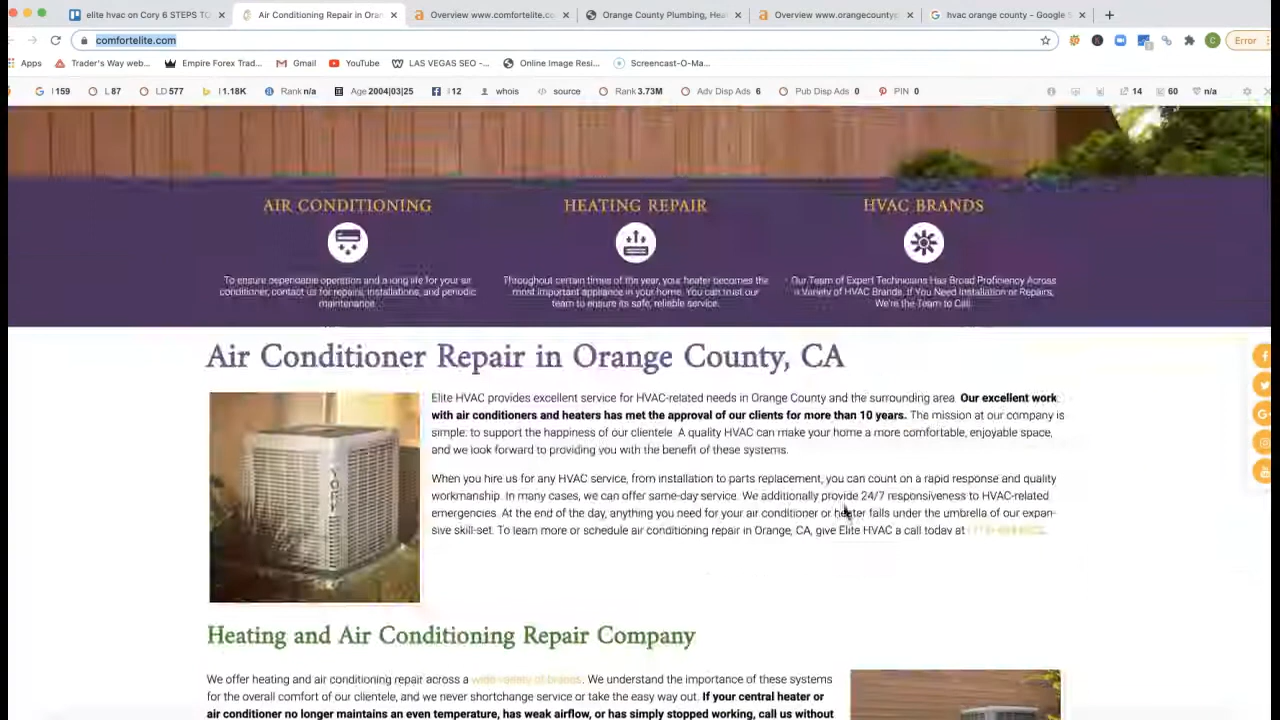 elite hvac on Cory 6 STEPS TO
Air Conditioning Repair in Oran
Overview www.comfortelite.co
Orange County Plumbing, Hea
Overview www.orangecounty
hvac orange county - Google S
comfortelite.com
C
Error
Apps
Trader's Way web...
Empire Forex Trad...
Gmail
YouTube
LAS VEGAS SEO -...
Online Image Resi...
Screencast-O-Ma...
I 159
L 87
LD 577
I 1.18K
Rank n/a
Age 2004|03|25
I 12
whois
source
Rank 3.73M
Adv Disp Ads 6
Pub Disp Ads 0
PIN 0
14
60
n/a
AIR CONDITIONING
HEATING REPAIR
HVAC BRANDS
To ensure dependable operation and a long life for your air
conditioner, contact us for repairs, installations, and periodic
maintenance.
Throughout certain times of the year, your heater becomes the
most important appliance in your home. You can trust our
team to ensure its safe, reliable service.
Our Team of Expert Technicians Has Broad Proficiency Across
a Variety of HVAC Brands. If You Need Installation or Repairs,
We're the Team to Call.
Air Conditioner Repair in Orange County, CA
Elite HVAC provides excellent service for HVAC-related needs in Orange County and the surrounding area. Our excellent work
with air conditioners and heaters has met the approval of our clients for more than 10 years. The mission at our company is
simple: to support the happiness of our clientele. A quality HVAC can make your home a more comfortable, enjoyable space,
and we look forward to providing you with the benefit of these systems.
When you hire us for any HVAC service, from installation to parts replacement, you can count on a rapid response and quality
workmanship. In many cases, we can offer same-day service. We additionally provide 24/7 responsiveness to HVAC-related
emergencies. At the end of the day, anything you need for your air conditioner or heater falls under the umbrella of our expan-
sive skill-set. To learn more or schedule air conditioning repair in Orange, CA, give Elite HVAC a call today at
Heating and Air Conditioning Repair Company
We offer heating and air conditioning repair across a wide variety of brands. We understand the importance of these systems
for the overall comfort of our clientele, and we never shortchange service or take the easy way out. If your central heater or
air conditioner no longer maintains an even temperature, has weak airflow, or has simply stopped working, call us without